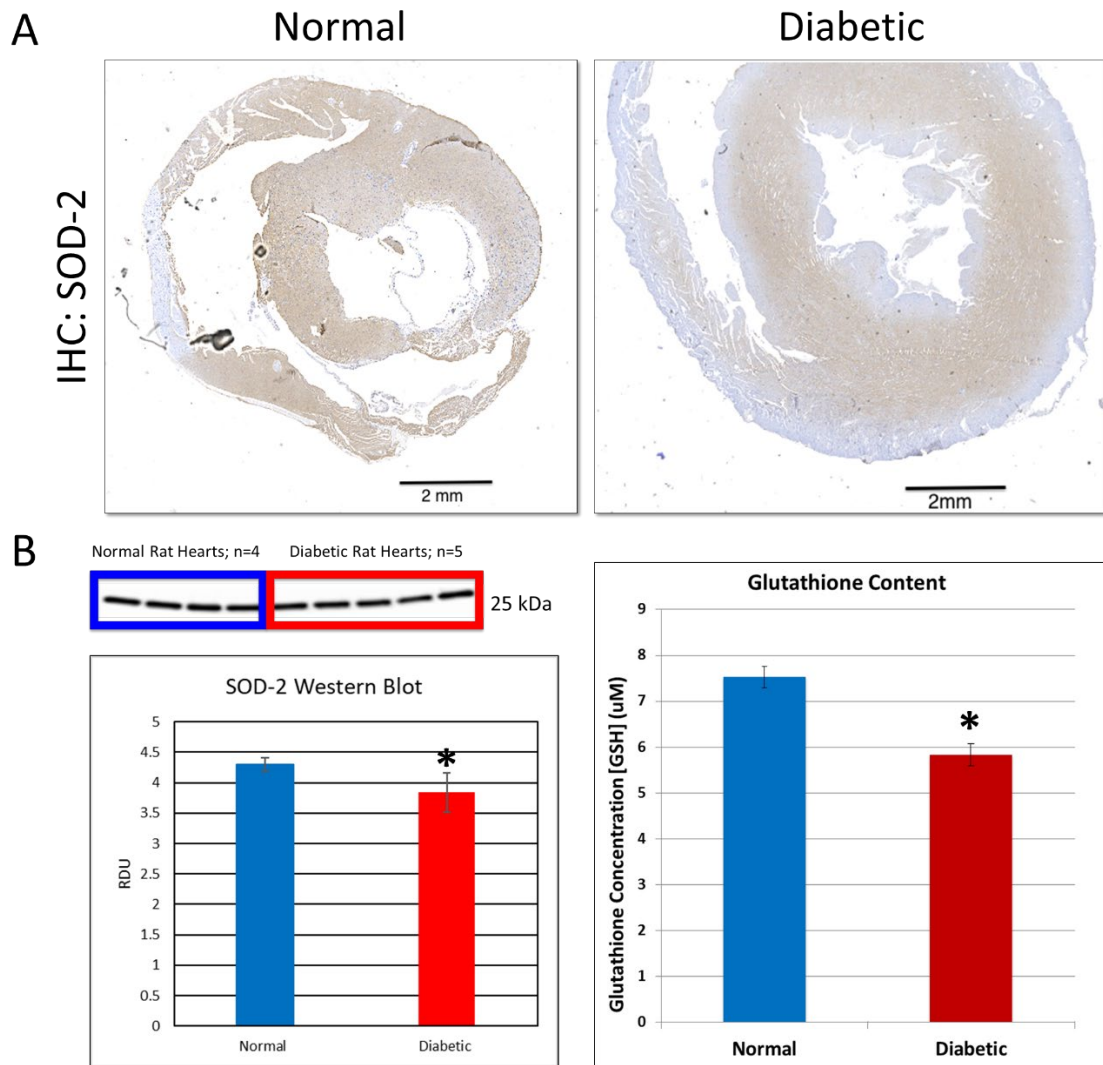 A
Normal
Diabetic
IHC: SOD-2
2 mm
2mm
B
Normal Rat Hearts; n=4
Diabetic Rat Hearts; n=5
25 kDa
SOD-2 Western Blot
RDU
5
4.5
4
3.5
3
2.5
2
1.5
1
0.5
0
*
Normal
Diabetic
Glutathione Content
Glutathione Concentration [GSH] (uM)
9
8
7
6
5
4
3
2
1
0
*
Normal
Diabetic